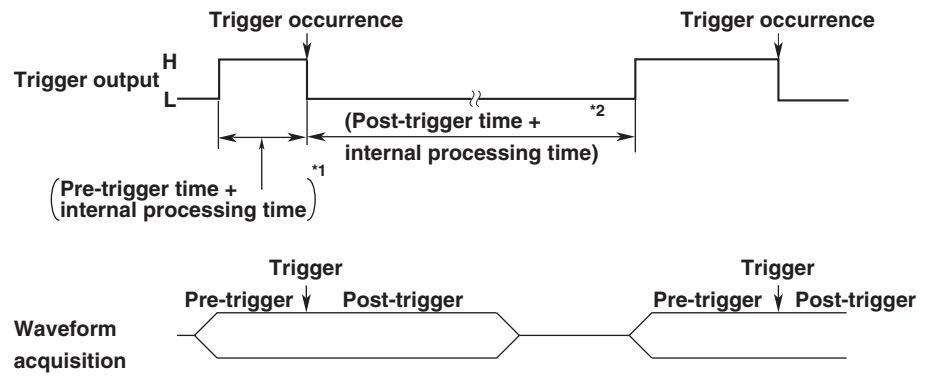 Trigger occurrence
Trigger occurrence
H
Trigger output
L
*2
(Post-trigger time +
internal processing time)
*1
(Pre-trigger time +
internal processing time)
Trigger
Trigger
Pre-trigger
Post-trigger
Pre-trigger
Post-trigger
Waveform
acquisition